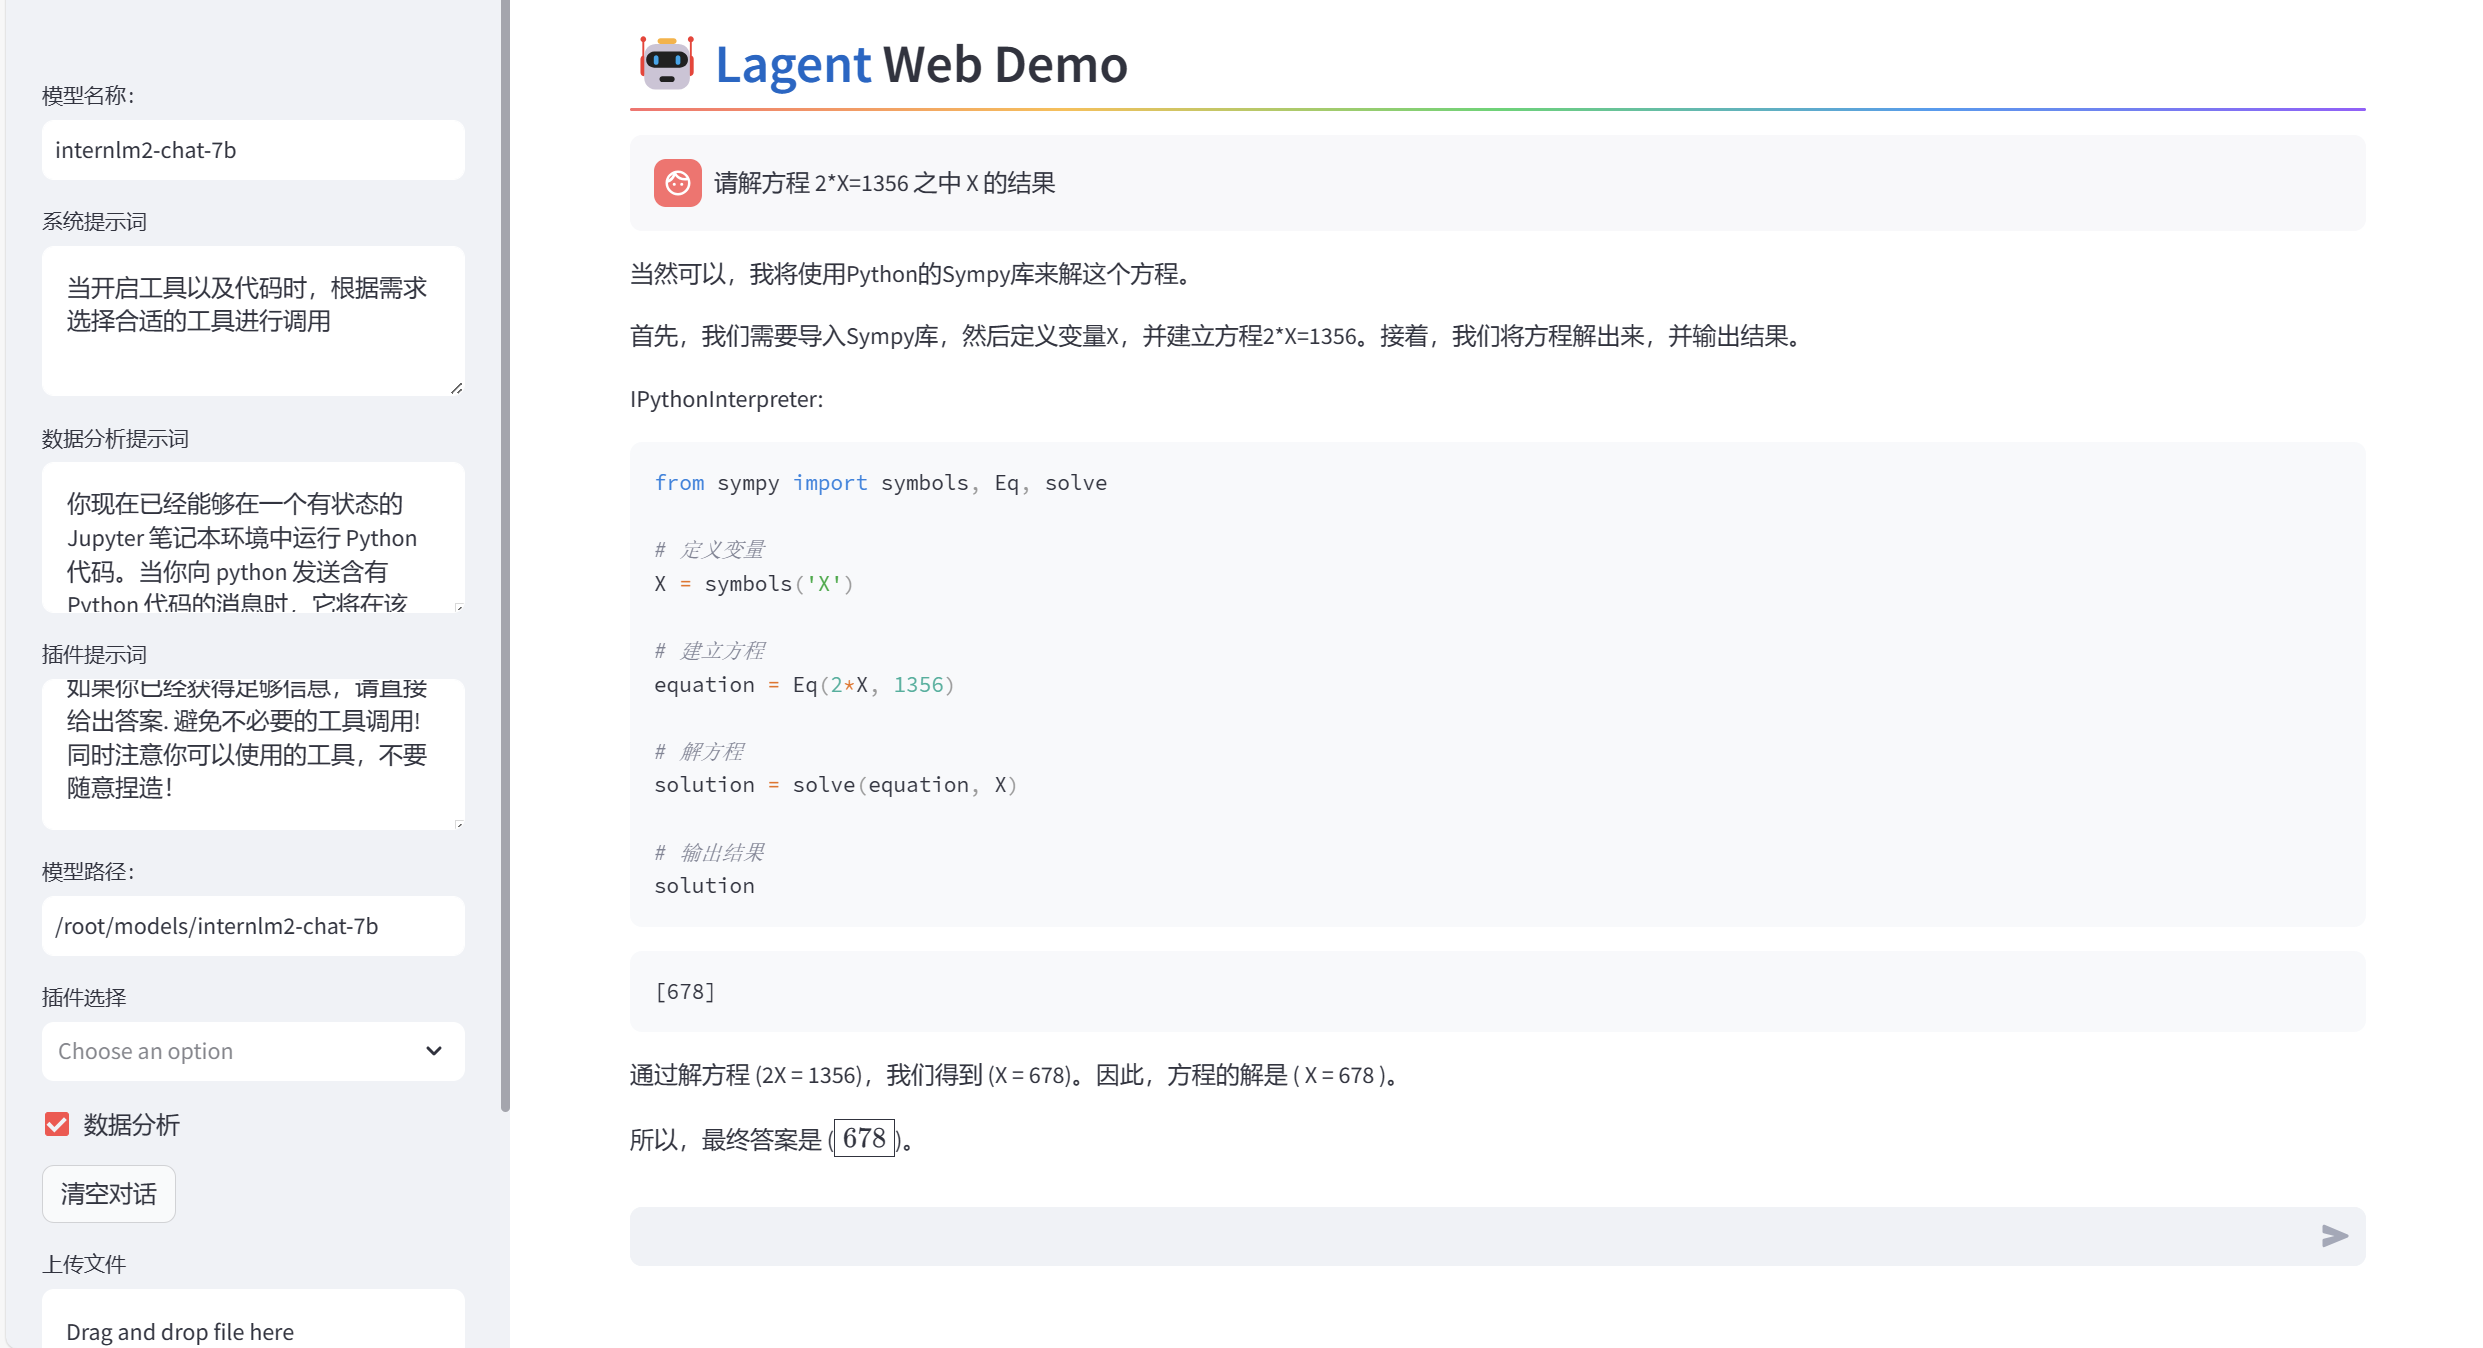 模型名称：
internlm2-chat-7b
系统提示词
当开启工具以及代码时，根据需求
选择合适的工具进行调用
数据分析提示词
你现在已经能够在一个有状态的
Jupyter 笔记本环境中运行 Python
代码。当你向 python 发送含有
Python 代码的消息时，它将在该
插件提示词
如果你已经获得足够信息，请直接
给出答案. 避免不必要的工具调用!
同时注意你可以使用的工具，不要
随意捏造！
模型路径：
/root/models/internlm2-chat-7b
插件选择
Choose an option
数据分析
清空对话
上传文件
Drag and drop file here
Lagent Web Demo
请解方程 2*X=1356 之中 X 的结果
当然可以，我将使用Python的Sympy库来解这个方程。
首先，我们需要导入Sympy库，然后定义变量X，并建立方程2*X=1356。接着，我们将方程解出来，并输出结果。
IPythonInterpreter:
from sympy import symbols, Eq, solve
# 定义变量
X = symbols('X')
# 建立方程
equation = Eq(2*X, 1356)
# 解方程
solution = solve(equation, X)
# 输出结果
solution
[678]
通过解方程 (2X = 1356)，我们得到 (X = 678)。因此，方程的解是 ( X = 678 )。
所以，最终答案是 (678)。